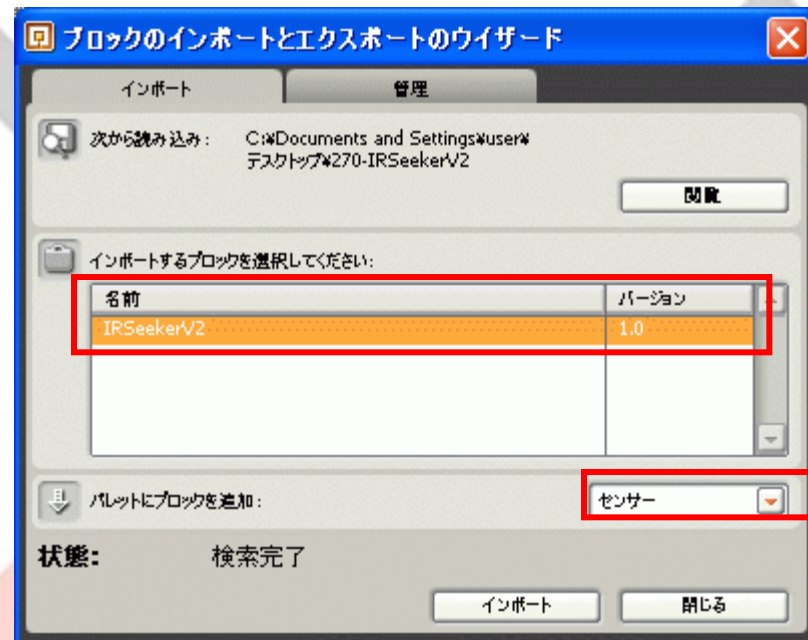 ブロックのインポートとエクスポートのウイザード
インポート 管理
次から読み込み: C:¥Documents and Settings¥user¥
デスクトップ¥270-IRSeekerV2
閲覧
インポートするブロックを選択してください:
名前 バージョン
IRSeekerV2 1.0
パレットにブロックを追加: センサー
状態: 検索完了
インポート 閉じる